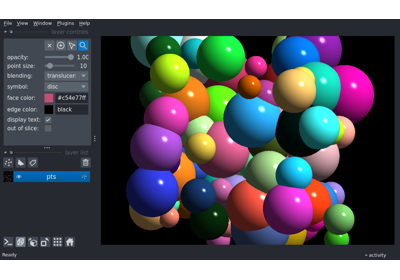 File View Window Plugins Help
layer controls
opacity: 1.00
point size: 10
blending: translucen
symbol: disc
face color: #c54e77ff
edge color: black
display text:
out of slice:
layer list
pts
Ready
activity